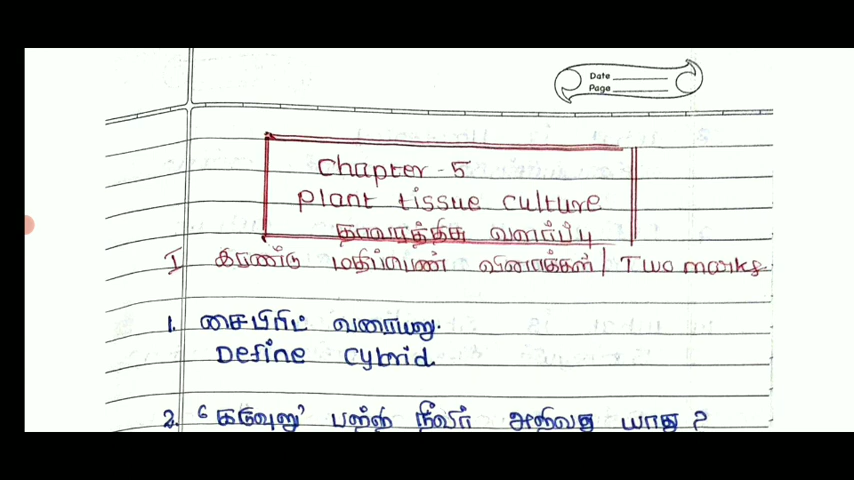 Date
Page
Chapter - 5
Plant tissue culture
தாவரத்திசு வளர்ப்பு
I இரண்டு மதிப்பெண் வினாக்கள் / Two marks
1. சைபிரிட் வரையறு.
Define Cybrid.
2. பற்றி நீவிர் அறிவது யாது ?